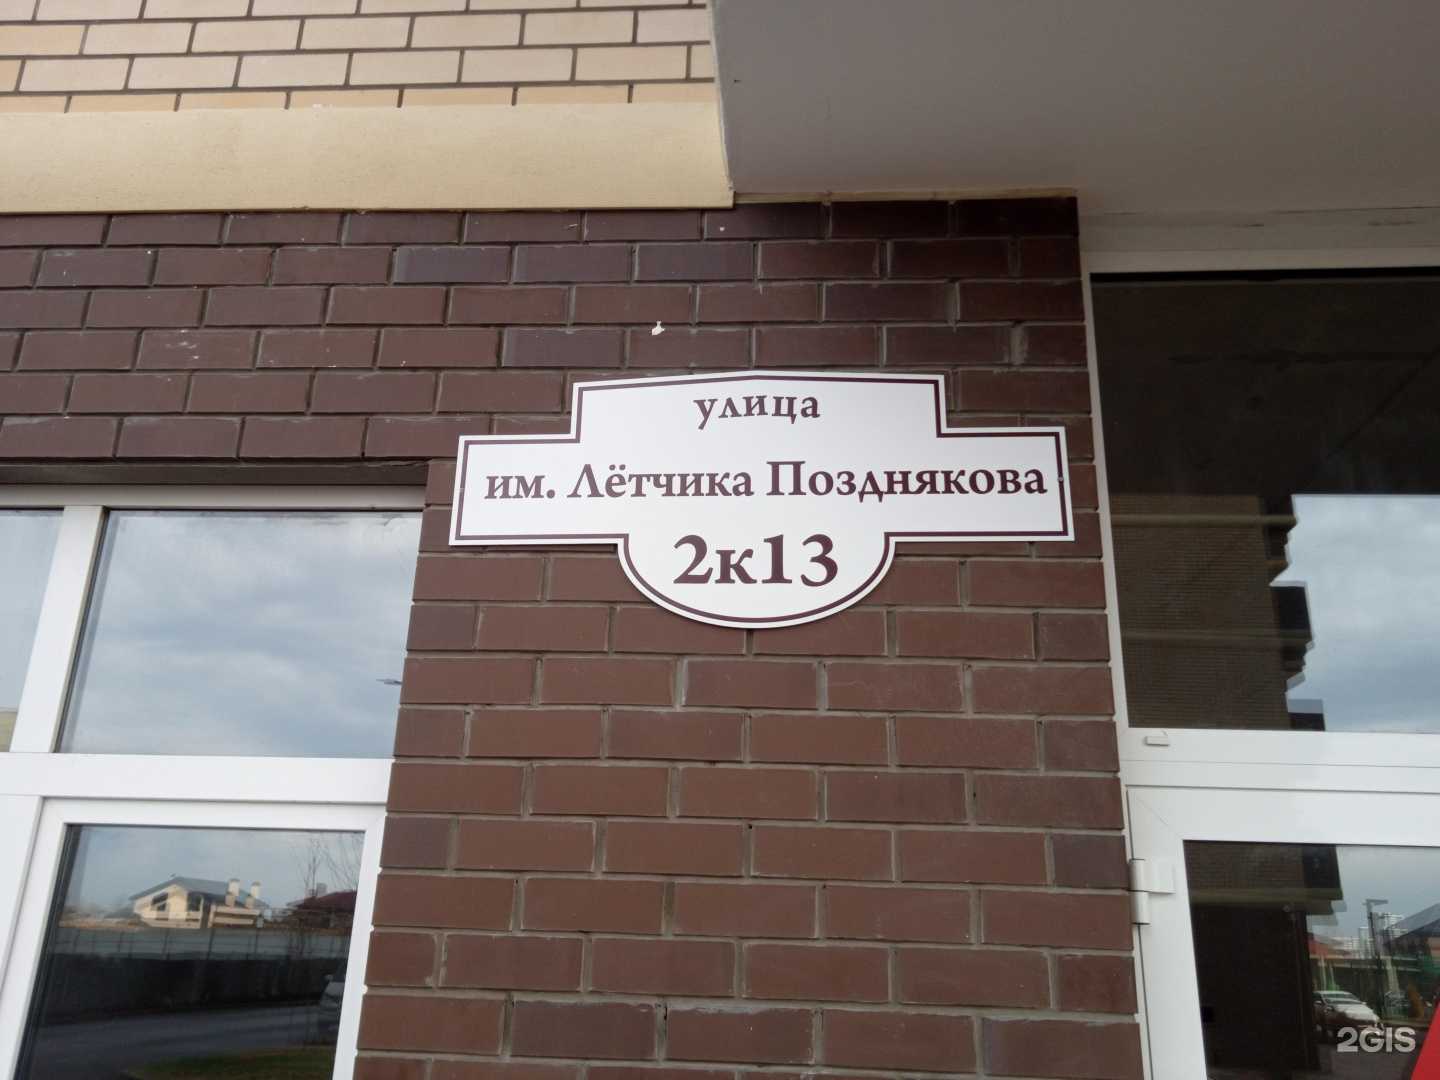 улица
им. Лётчика Позднякова
2к13
2GIS